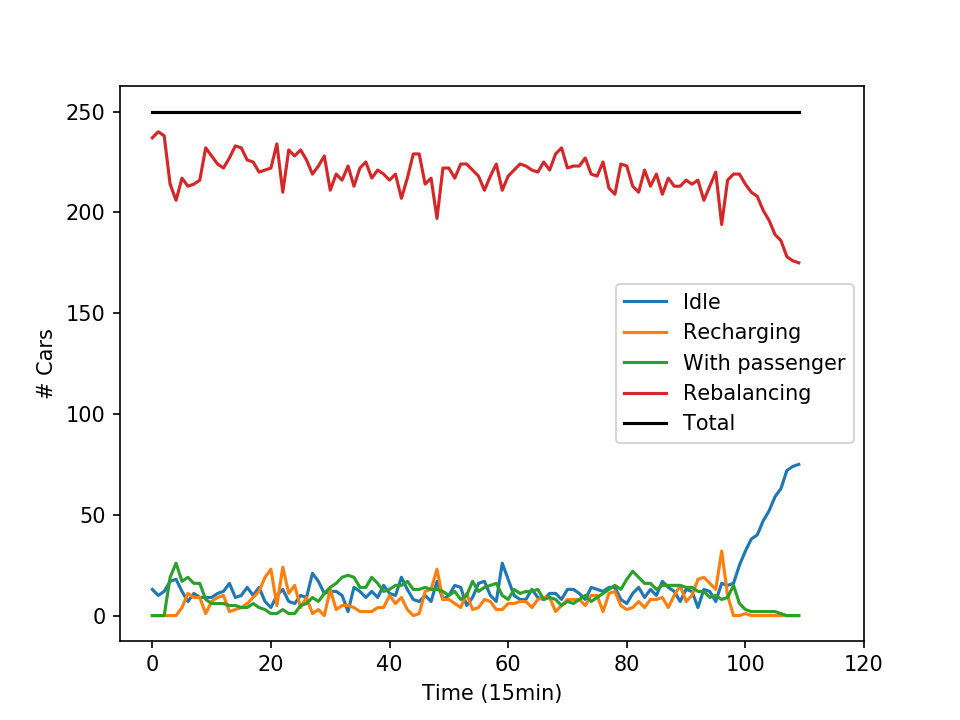 250
200
150
100
50
0
# Cars
Idle
Recharging
With passenger
Rebalancing
Total
0 20 40 60 80 100 120
Time (15min)